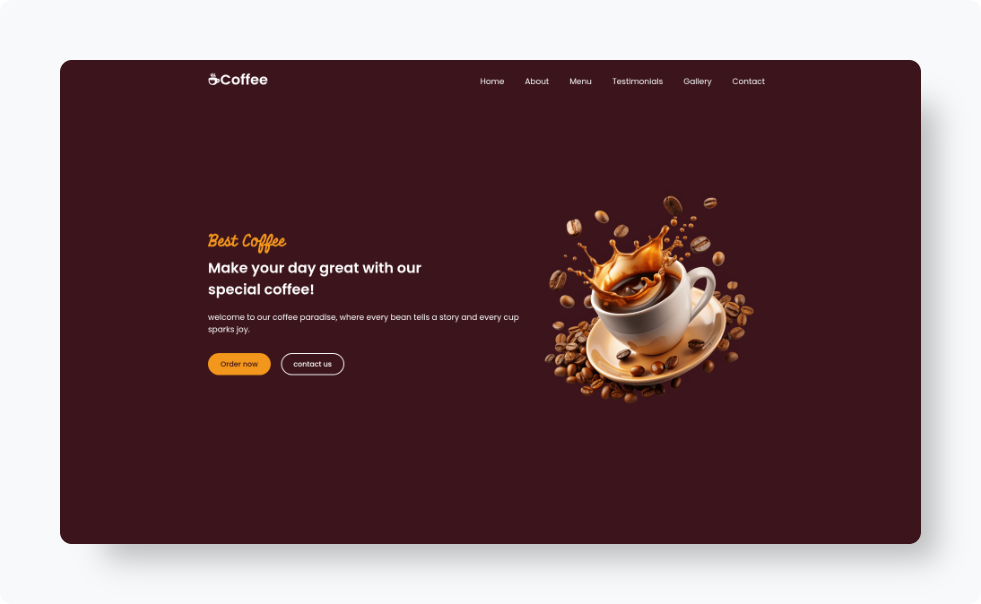 Coffee
Home About Menu Testimonials Gallery Contact
Best Coffee
Make your day great with our
special coffee!
welcome to our coffee paradise, where every bean tells a story and every cup
sparks joy.
Order now contact us